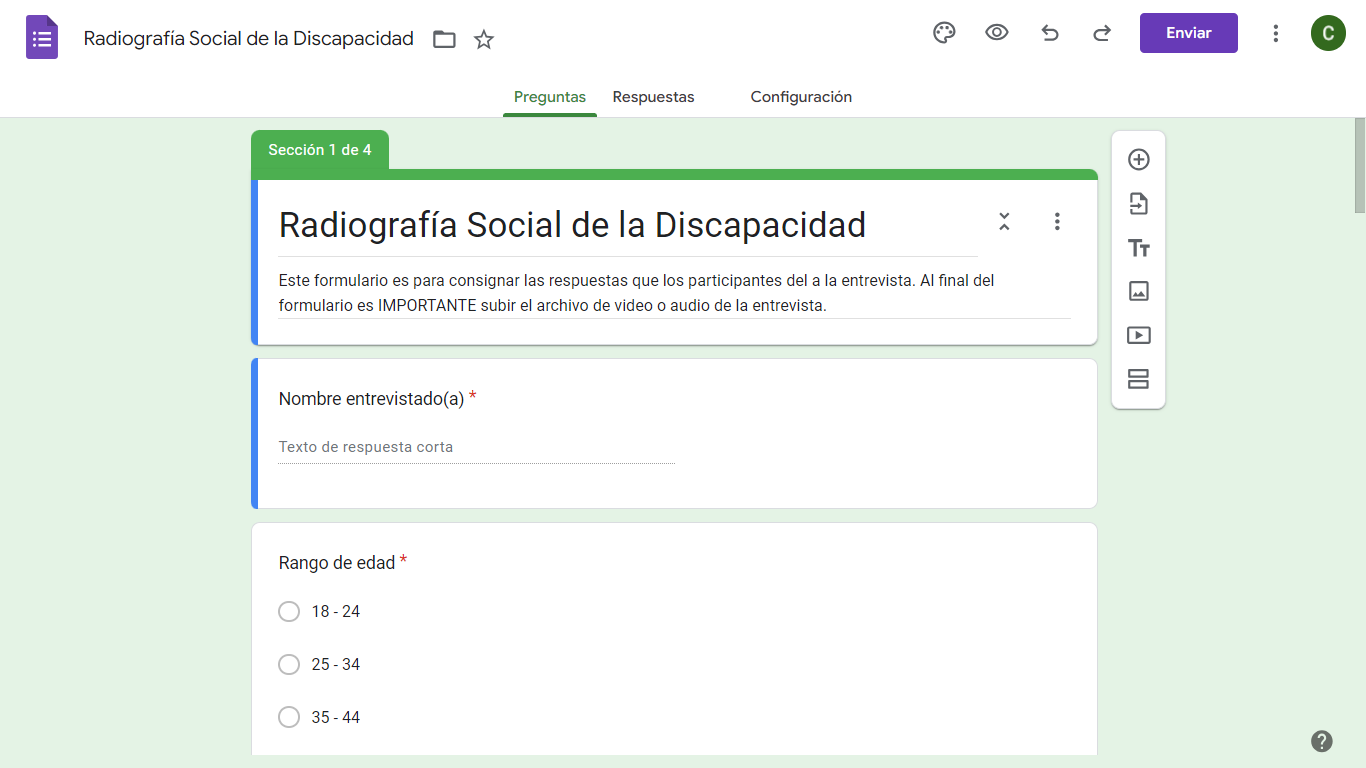 Radiografía Social de la Discapacidad
Enviar
C
Preguntas
Respuestas
Configuración
Sección 1 de 4
Radiografía Social de la Discapacidad
Este formulario es para consignar las respuestas que los participantes del a la entrevista. Al final del
formulario es IMPORTANTE subir el archivo de video o audio de la entrevista.
Nombre entrevistado(a) *
Texto de respuesta corta
Rango de edad *
18 - 24
25 - 34
35 - 44